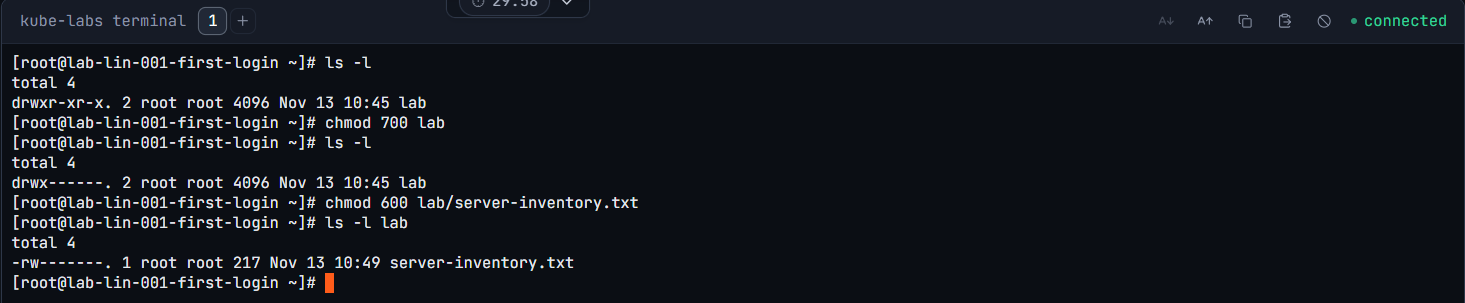 29:58
kube-labs terminal 1 + A↓ A↑ connected
[root@lab-lin-001-first-login ~]# ls -l
total 4
drwxr-xr-x. 2 root root 4096 Nov 13 10:45 lab
[root@lab-lin-001-first-login ~]# chmod 700 lab
[root@lab-lin-001-first-login ~]# ls -l
total 4
drwx------. 2 root root 4096 Nov 13 10:45 lab
[root@lab-lin-001-first-login ~]# chmod 600 lab/server-inventory.txt
[root@lab-lin-001-first-login ~]# ls -l lab
total 4
-rw-------. 1 root root 217 Nov 13 10:49 server-inventory.txt
[root@lab-lin-001-first-login ~]#